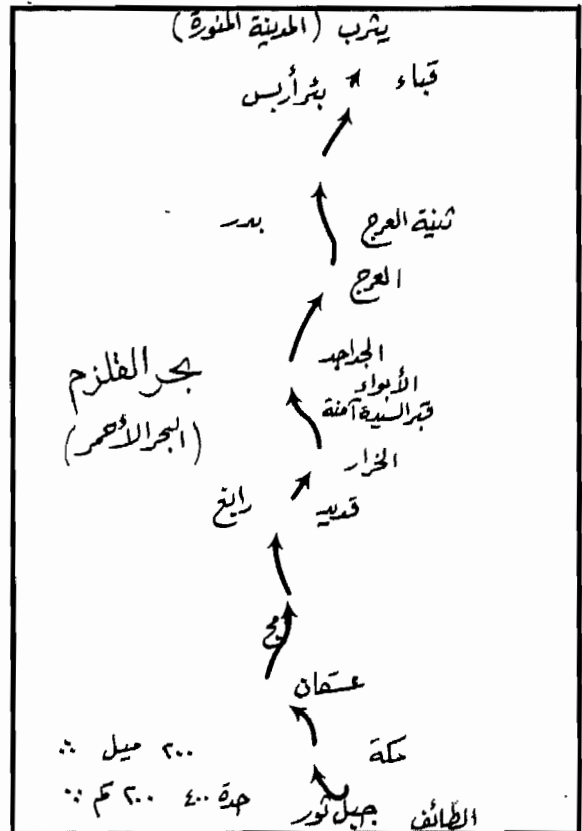 يثرب (المدينة المنورة)
قباء
بئر أريس
ثنية العرج
بدر
العرج
الجداجد
الأبواء
قبر السيدة آمنة
بحر القلزم
(البحر الأحمر)
الخرار
قديد
رابغ
عسفان
مكة
٢٠٠ ميل
٤٠٠ ٢٠٠ كم
الطائف
جبل ثور